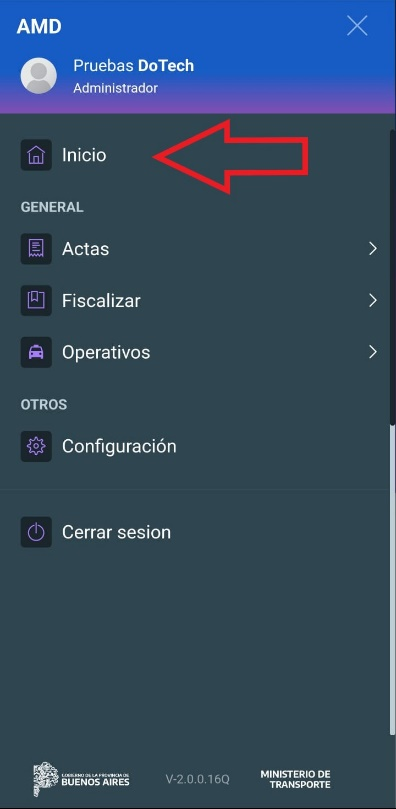 AMD
Pruebas DoTech
Administrador
Inicio
GENERAL
Actas
Fiscalizar
Operativos
OTROS
Configuración
Cerrar sesion
GOBIERNO DE LA PROVINCIA DE
BUENOS AIRES
V-2.0.0.16Q
MINISTERIO DE
TRANSPORTE